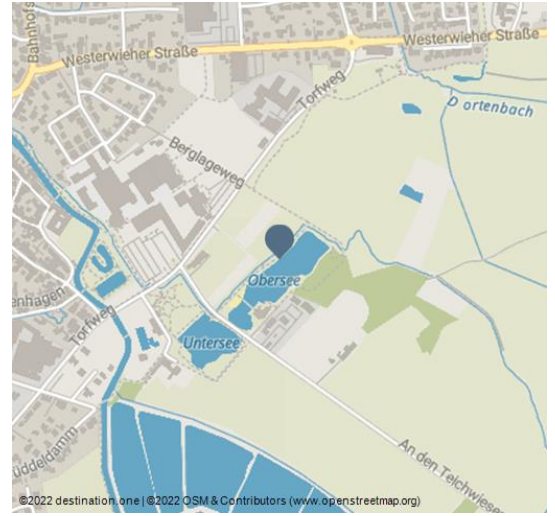 Bahnhofs
Westerwieher Straße
Westerwieher Straße
Torfweg
Dortenbach
Berglageweg
Obersee
enhagen
Torfweg
Untersee
üddeldamm
An den Teichwiesen
©2022 destination.one | ©2022 OSM & Contributors (www.openstreetmap.org)